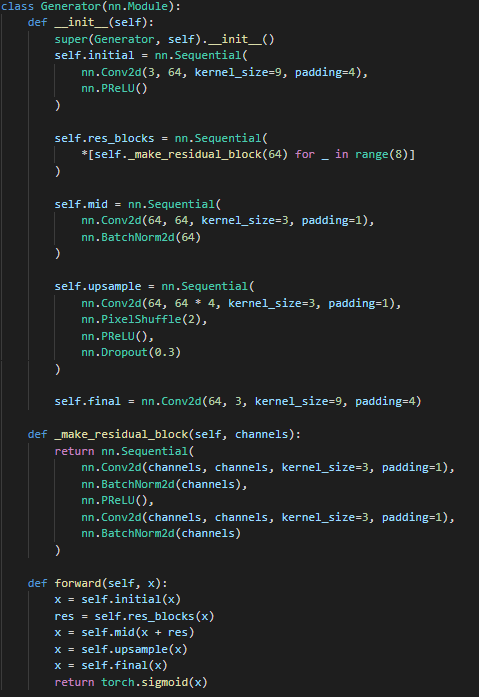 class Generator(nn.Module):
    def __init__(self):
        super(Generator, self).__init__()
        self.initial = nn.Sequential(
            nn.Conv2d(3, 64, kernel_size=9, padding=4),
            nn.PReLU()
        )

        self.res_blocks = nn.Sequential(
            *[self._make_residual_block(64) for _ in range(8)]
        )

        self.mid = nn.Sequential(
            nn.Conv2d(64, 64, kernel_size=3, padding=1),
            nn.BatchNorm2d(64)
        )

        self.upsample = nn.Sequential(
            nn.Conv2d(64, 64 * 4, kernel_size=3, padding=1),
            nn.PixelShuffle(2),
            nn.PReLU(),
            nn.Dropout(0.3)
        )

        self.final = nn.Conv2d(64, 3, kernel_size=9, padding=4)

    def _make_residual_block(self, channels):
        return nn.Sequential(
            nn.Conv2d(channels, channels, kernel_size=3, padding=1),
            nn.BatchNorm2d(channels),
            nn.PReLU(),
            nn.Conv2d(channels, channels, kernel_size=3, padding=1),
            nn.BatchNorm2d(channels)
        )

    def forward(self, x):
        x = self.initial(x)
        res = self.res_blocks(x)
        x = self.mid(x + res)
        x = self.upsample(x)
        x = self.final(x)
        return torch.sigmoid(x)